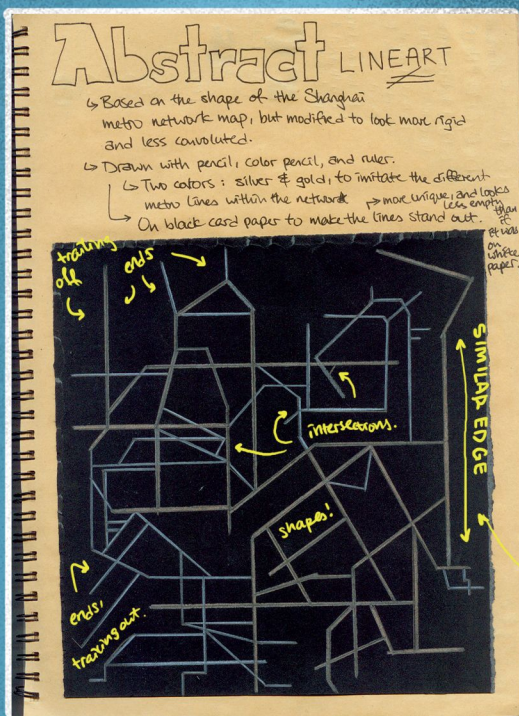 Abstract LINEART
↳ Based on the shape of the Shanghai
metro network map, but modified to look more rigid
and less convoluted.
↳ Drawn with pencil, color pencil, and ruler.
↳ Two colors: silver & gold, to imitate the different
metro lines within the network
↳ On black card paper to make the lines stand out.
→ more unique, and looks
less empty
than
if
it was
on
white
paper.
trailing
off
ends
SIMILAR EDGE
intersections.
shapes!
ends,
trailing out.